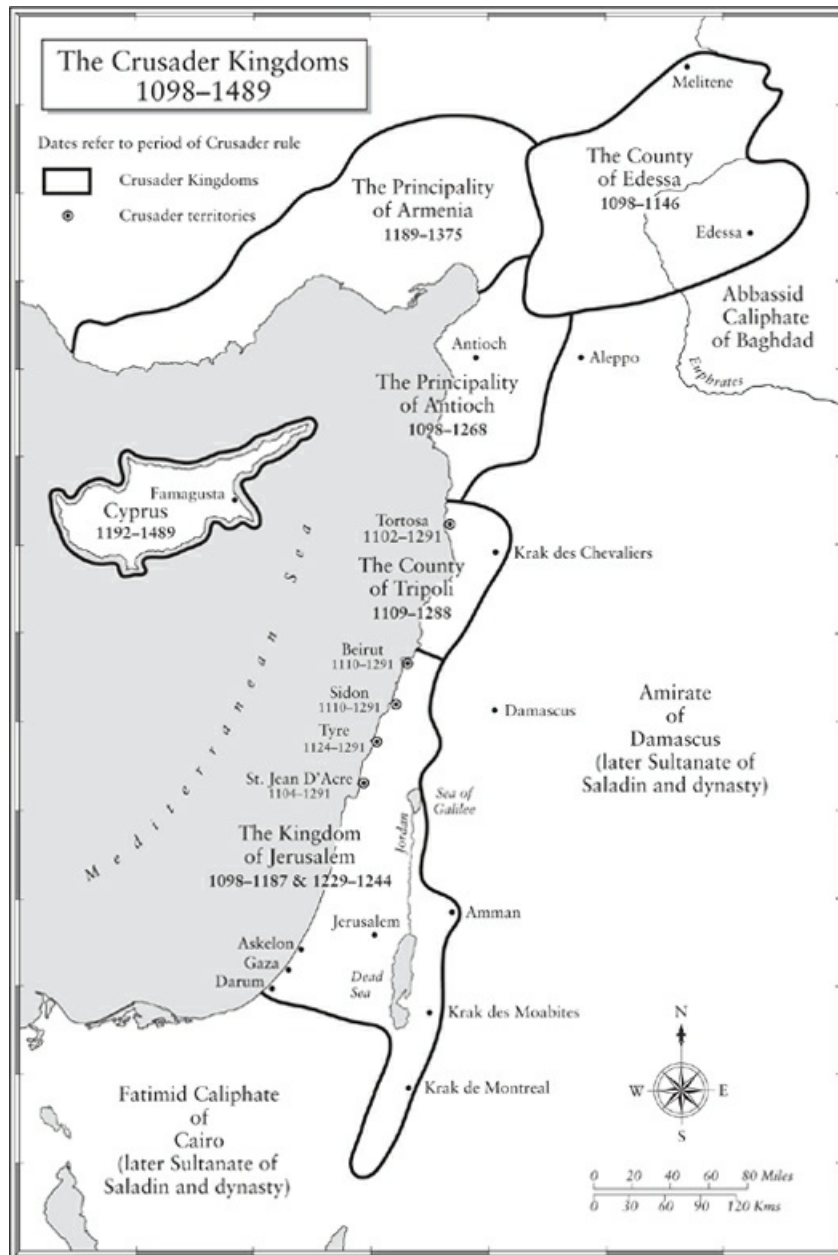 The Crusader Kingdoms
1098–1489
Dates refer to period of Crusader rule
Crusader Kingdoms
Crusader territories
Melitene
The County
of Edessa
1098–1146
Edessa
The Principality
of Armenia
1189–1375
Abbassid
Caliphate
of Baghdad
Euphrates
Antioch
Aleppo
The Principality
of Antioch
1098–1268
Famagusta
Cyprus
1192–1489
Tortosa
1102–1291
Krak des Chevaliers
The County
of Tripoli
1109–1288
Mediterranean Sea
Beirut
1110–1291
Sidon
1110–1291
Damascus
Amirate
of
Damascus
(later Sultanate of
Saladin and dynasty)
Tyre
1124–1291
St. Jean D'Acre
1104–1291
Sea of
Galilee
Jordan
The Kingdom
of Jerusalem
1098–1187 & 1229–1244
Amman
Jerusalem
Askelon
Gaza
Darum
Dead
Sea
Krak des Moabites
Krak de Montreal
Fatimid Caliphate
of
Cairo
(later Sultanate of
Saladin and dynasty)
N
W E
S
0 20 40 60 80 Miles
0 30 60 90 120 Kms